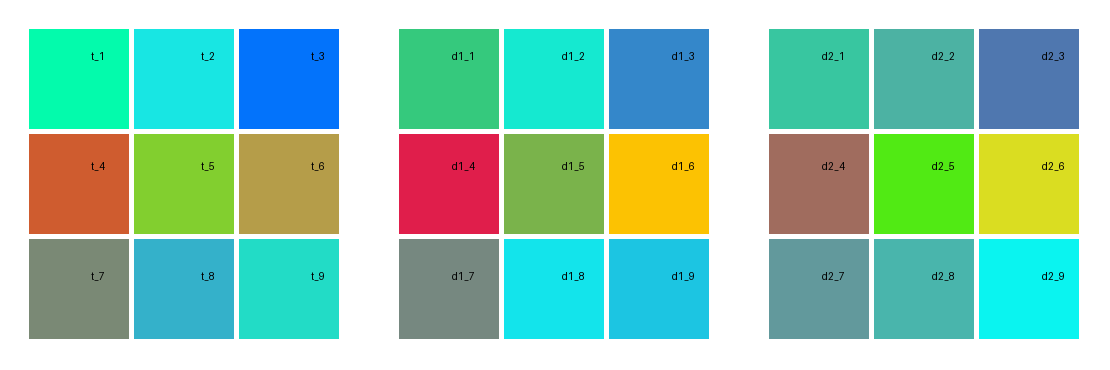 t_1 t_2 t_3 d1_1 d1_2 d1_3 d2_1 d2_2 d2_3
t_4 t_5 t_6 d1_4 d1_5 d1_6 d2_4 d2_5 d2_6
t_7 t_8 t_9 d1_7 d1_8 d1_9 d2_7 d2_8 d2_9